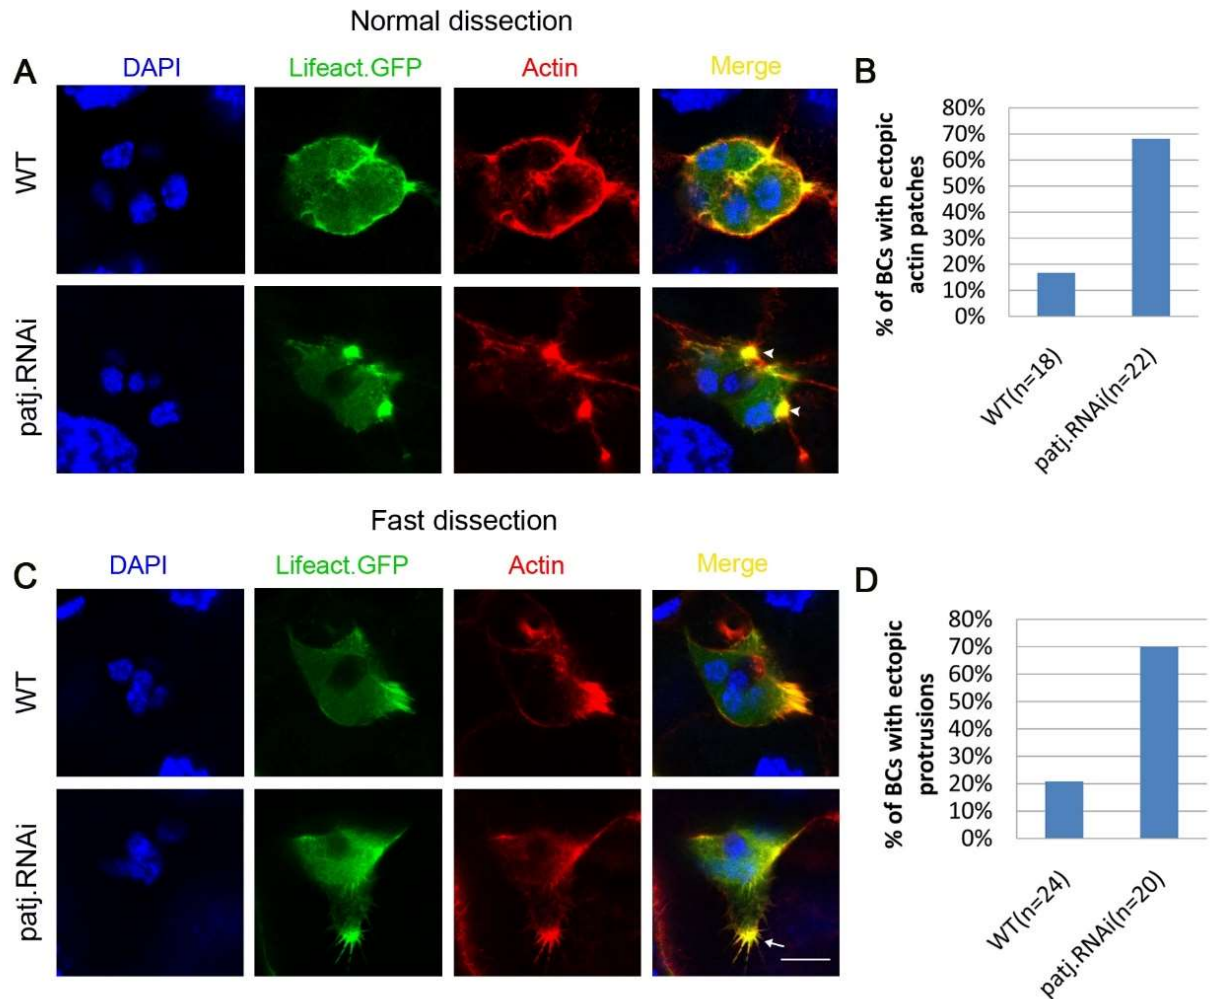 Normal dissection
A
DAPI Lifeact.GFP Actin Merge
WT
patj.RNAi
B
% of BCs with ectopic
actin patches
80%
70%
60%
50%
40%
30%
20%
10%
0%
WT(n=18)
patj.RNAi(n=22)
Fast dissection
C
DAPI Lifeact.GFP Actin Merge
WT
patj.RNAi
D
% of BCs with ectopic
protrusions
80%
70%
60%
50%
40%
30%
20%
10%
0%
WT(n=24)
patj.RNAi(n=20)